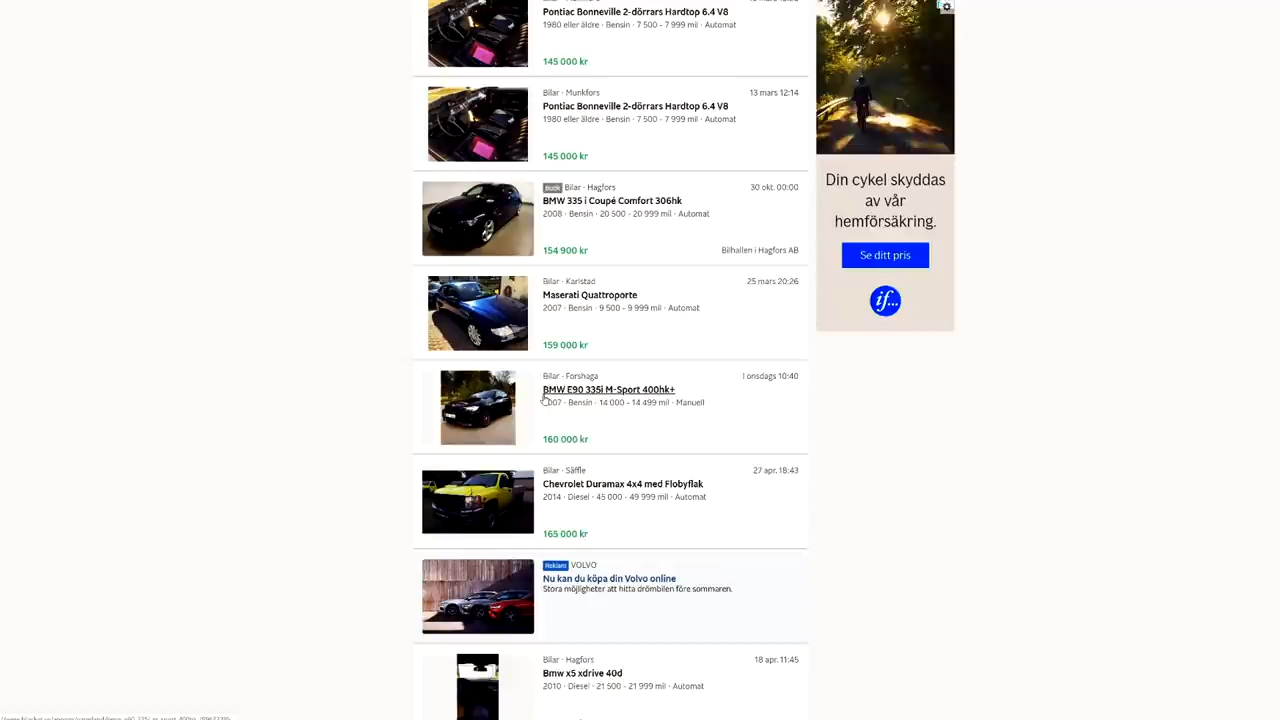 Pontiac Bonneville 2-dörrars Hardtop 6.4 V8
1980 eller äldre · Bensin · 7 500 - 7 999 mil · Automat
145 000 kr
Bilar · Munkfors
13 mars 12:14
Pontiac Bonneville 2-dörrars Hardtop 6.4 V8
1980 eller äldre · Bensin · 7 500 - 7 999 mil · Automat
145 000 kr
Butik Bilar · Hagfors
30 okt. 00:00
BMW 335 i Coupé Comfort 306hk
2008 · Bensin · 20 500 - 20 999 mil · Automat
154 900 kr
Bilhallen i Hagfors AB
Bilar · Karlstad
25 mars 20:26
Maserati Quattroporte
2007 · Bensin · 9 500 - 9 999 mil · Automat
159 000 kr
Bilar · Forshaga
I onsdags 10:40
BMW E90 335i M-Sport 400hk+
2007 · Bensin · 14 000 - 14 499 mil · Manuell
160 000 kr
Bilar · Säffle
27 apr. 18:43
Chevrolet Duramax 4x4 med Flobyflak
2014 · Diesel · 45 000 - 49 999 mil · Automat
165 000 kr
Reklam VOLVO
Nu kan du köpa din Volvo online
Stora möjligheter att hitta drömbilen före sommaren.
Bilar · Hagfors
18 apr. 11:45
Bmw x5 xdrive 40d
2010 · Diesel · 21 500 - 21 999 mil · Automat
Din cykel skyddas
av vår
hemförsäkring.
Se ditt pris
if...